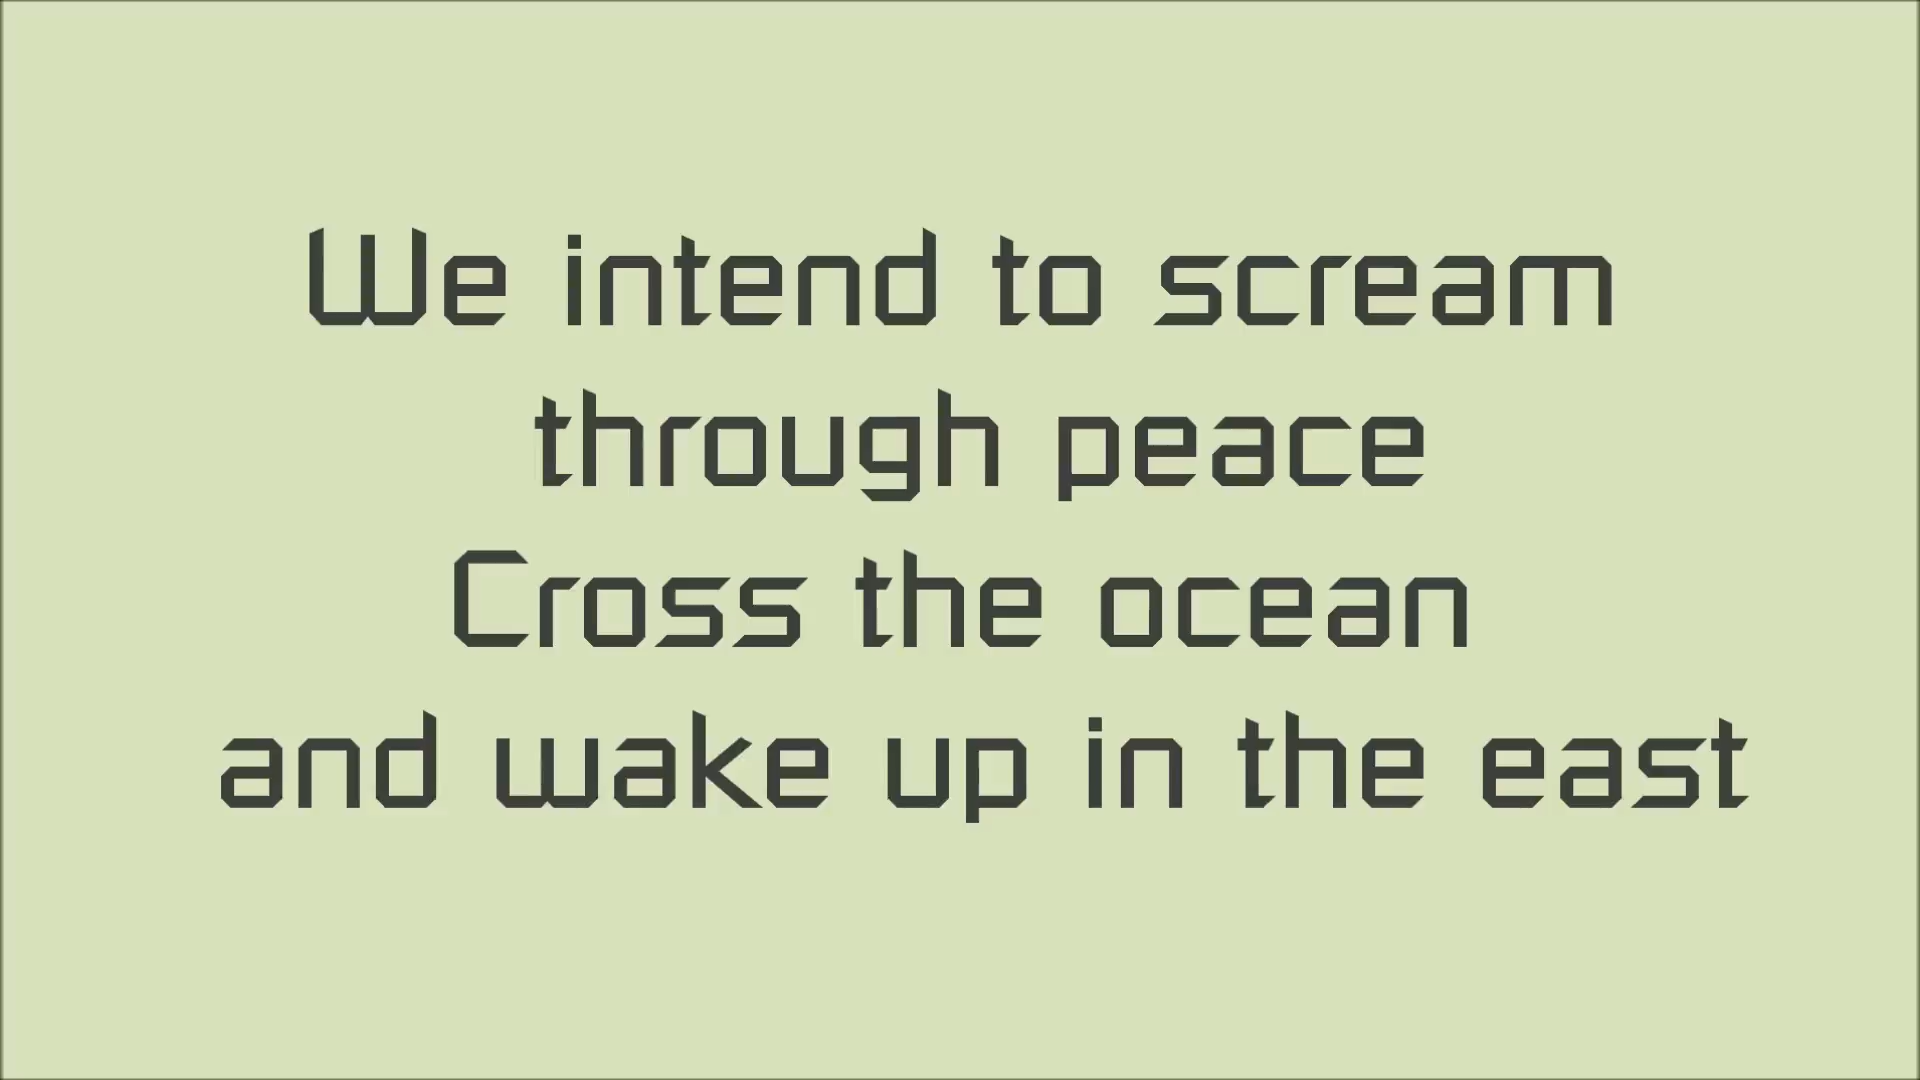 We intend to scream
through peace
Cross the ocean
and wake up in the east